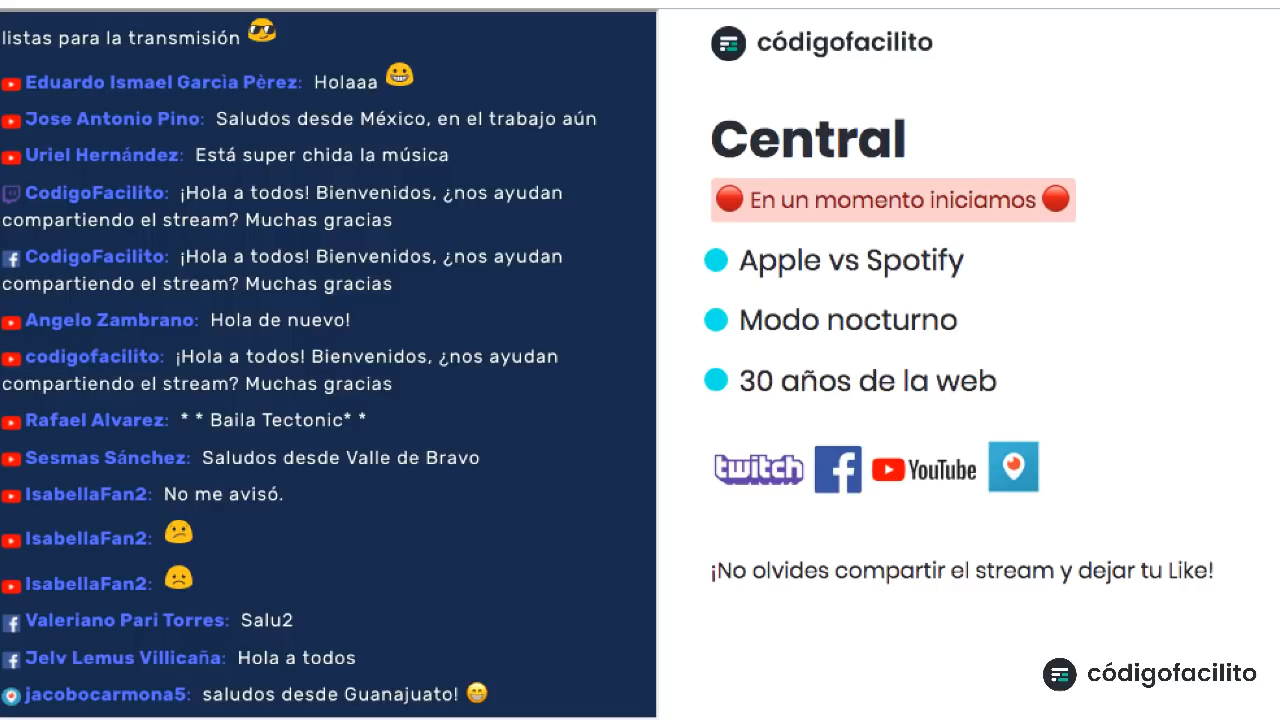 listas para la transmisión 😎
Eduardo Ismael Garcìa Pèrez: Holaaa 😀
Jose Antonio Pino: Saludos desde México, en el trabajo aún
Uriel Hernández: Está super chida la música
CodigoFacilito: ¡Hola a todos! Bienvenidos, ¿nos ayudan
compartiendo el stream? Muchas gracias
CodigoFacilito: ¡Hola a todos! Bienvenidos, ¿nos ayudan
compartiendo el stream? Muchas gracias
Angelo Zambrano: Hola de nuevo!
codigofacilito: ¡Hola a todos! Bienvenidos, ¿nos ayudan
compartiendo el stream? Muchas gracias
Rafael Alvarez: * * Baila Tectonic* *
Sesmas Sánchez: Saludos desde Valle de Bravo
IsabellaFan2: No me avisó.
IsabellaFan2: 😕
IsabellaFan2: 🙁
Valeriano Pari Torres: Salu2
Jelv Lemus Villicaña: Hola a todos
jacobocarmona5: saludos desde Guanajuato! 😁
códigofacilito
Central
🔴 En un momento iniciamos 🔴
Apple vs Spotify
Modo nocturno
30 años de la web
twitch YouTube
¡No olvides compartir el stream y dejar tu Like!
códigofacilito